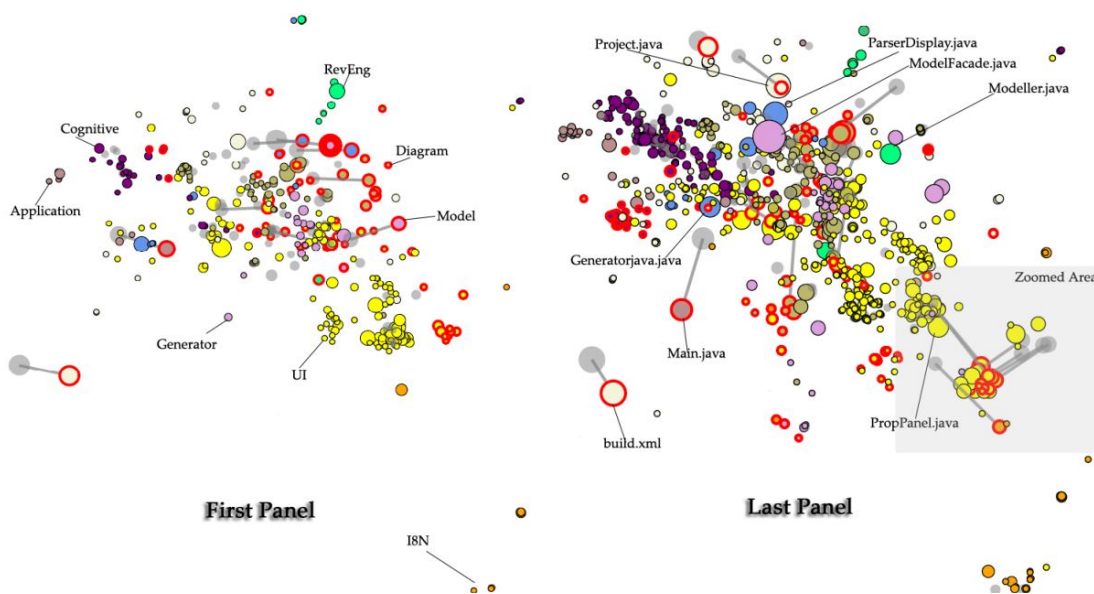 RevEng
Cognitive
Diagram
Application
Model
Generator
UI
First Panel
I8N
Project.java
ParserDisplay.java
ModelFacade.java
Modeller.java
Generatorjava.java
Zoomed Area
Main.java
PropPanel.java
build.xml
Last Panel